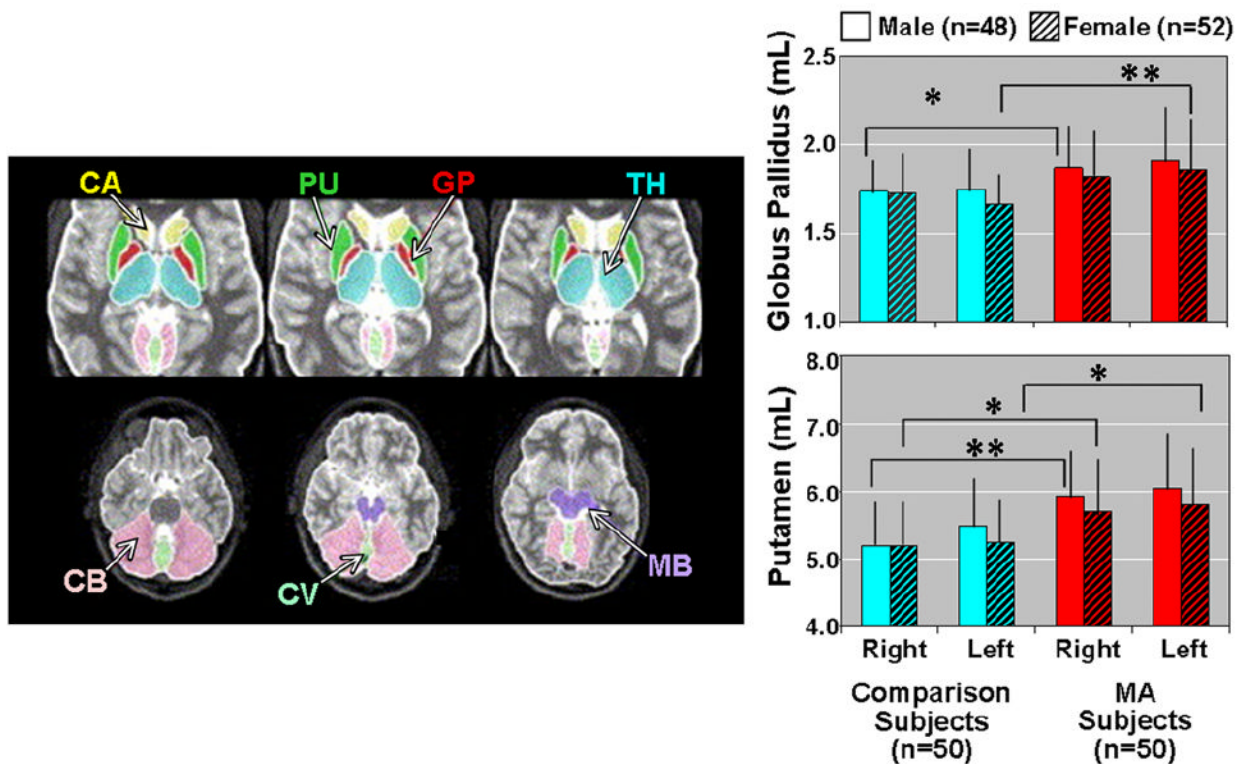 CA
PU
GP
TH
CB
CV
MB
Male (n=48) Female (n=52)
Globus Pallidus (mL)
2.5
2.0
1.5
1.0
*
**
Putamen (mL)
8.0
7.0
6.0
5.0
4.0
*
*
**
Right Left Right Left
Comparison MA
Subjects Subjects
(n=50) (n=50)